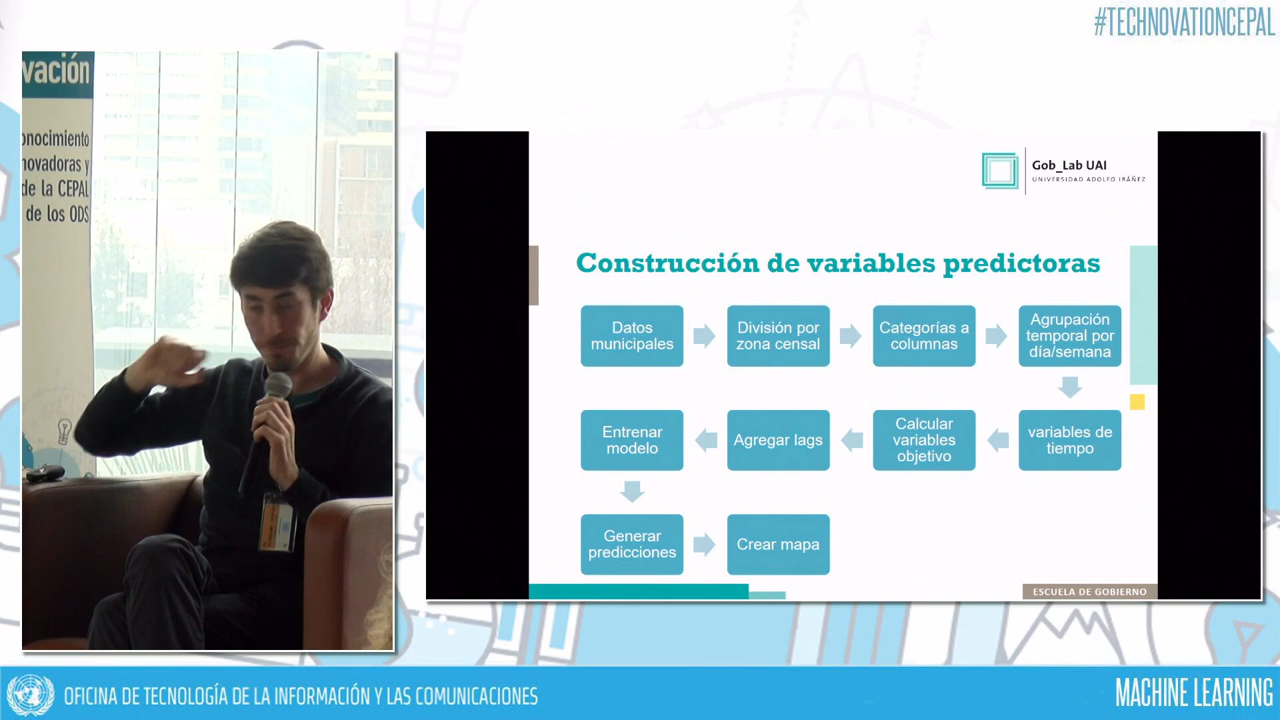 #TECHNOVATIONCEPAL
vación
onocimiento
novadoras y
de la CEPAL
de los ODS
Gob_Lab UAI
UNIVERSIDAD ADOLFO IBÁÑEZ
Construcción de variables predictoras
Datos
municipales
División por
zona censal
Categorías a
columnas
Agrupación
temporal por
día/semana
variables de
tiempo
Calcular
variables
objetivo
Agregar lags
Entrenar
modelo
Generar
predicciones
Crear mapa
ESCUELA DE GOBIERNO
OFICINA DE TECNOLOGÍA DE LA INFORMACIÓN Y LAS COMUNICACIONES
MACHINE LEARNING